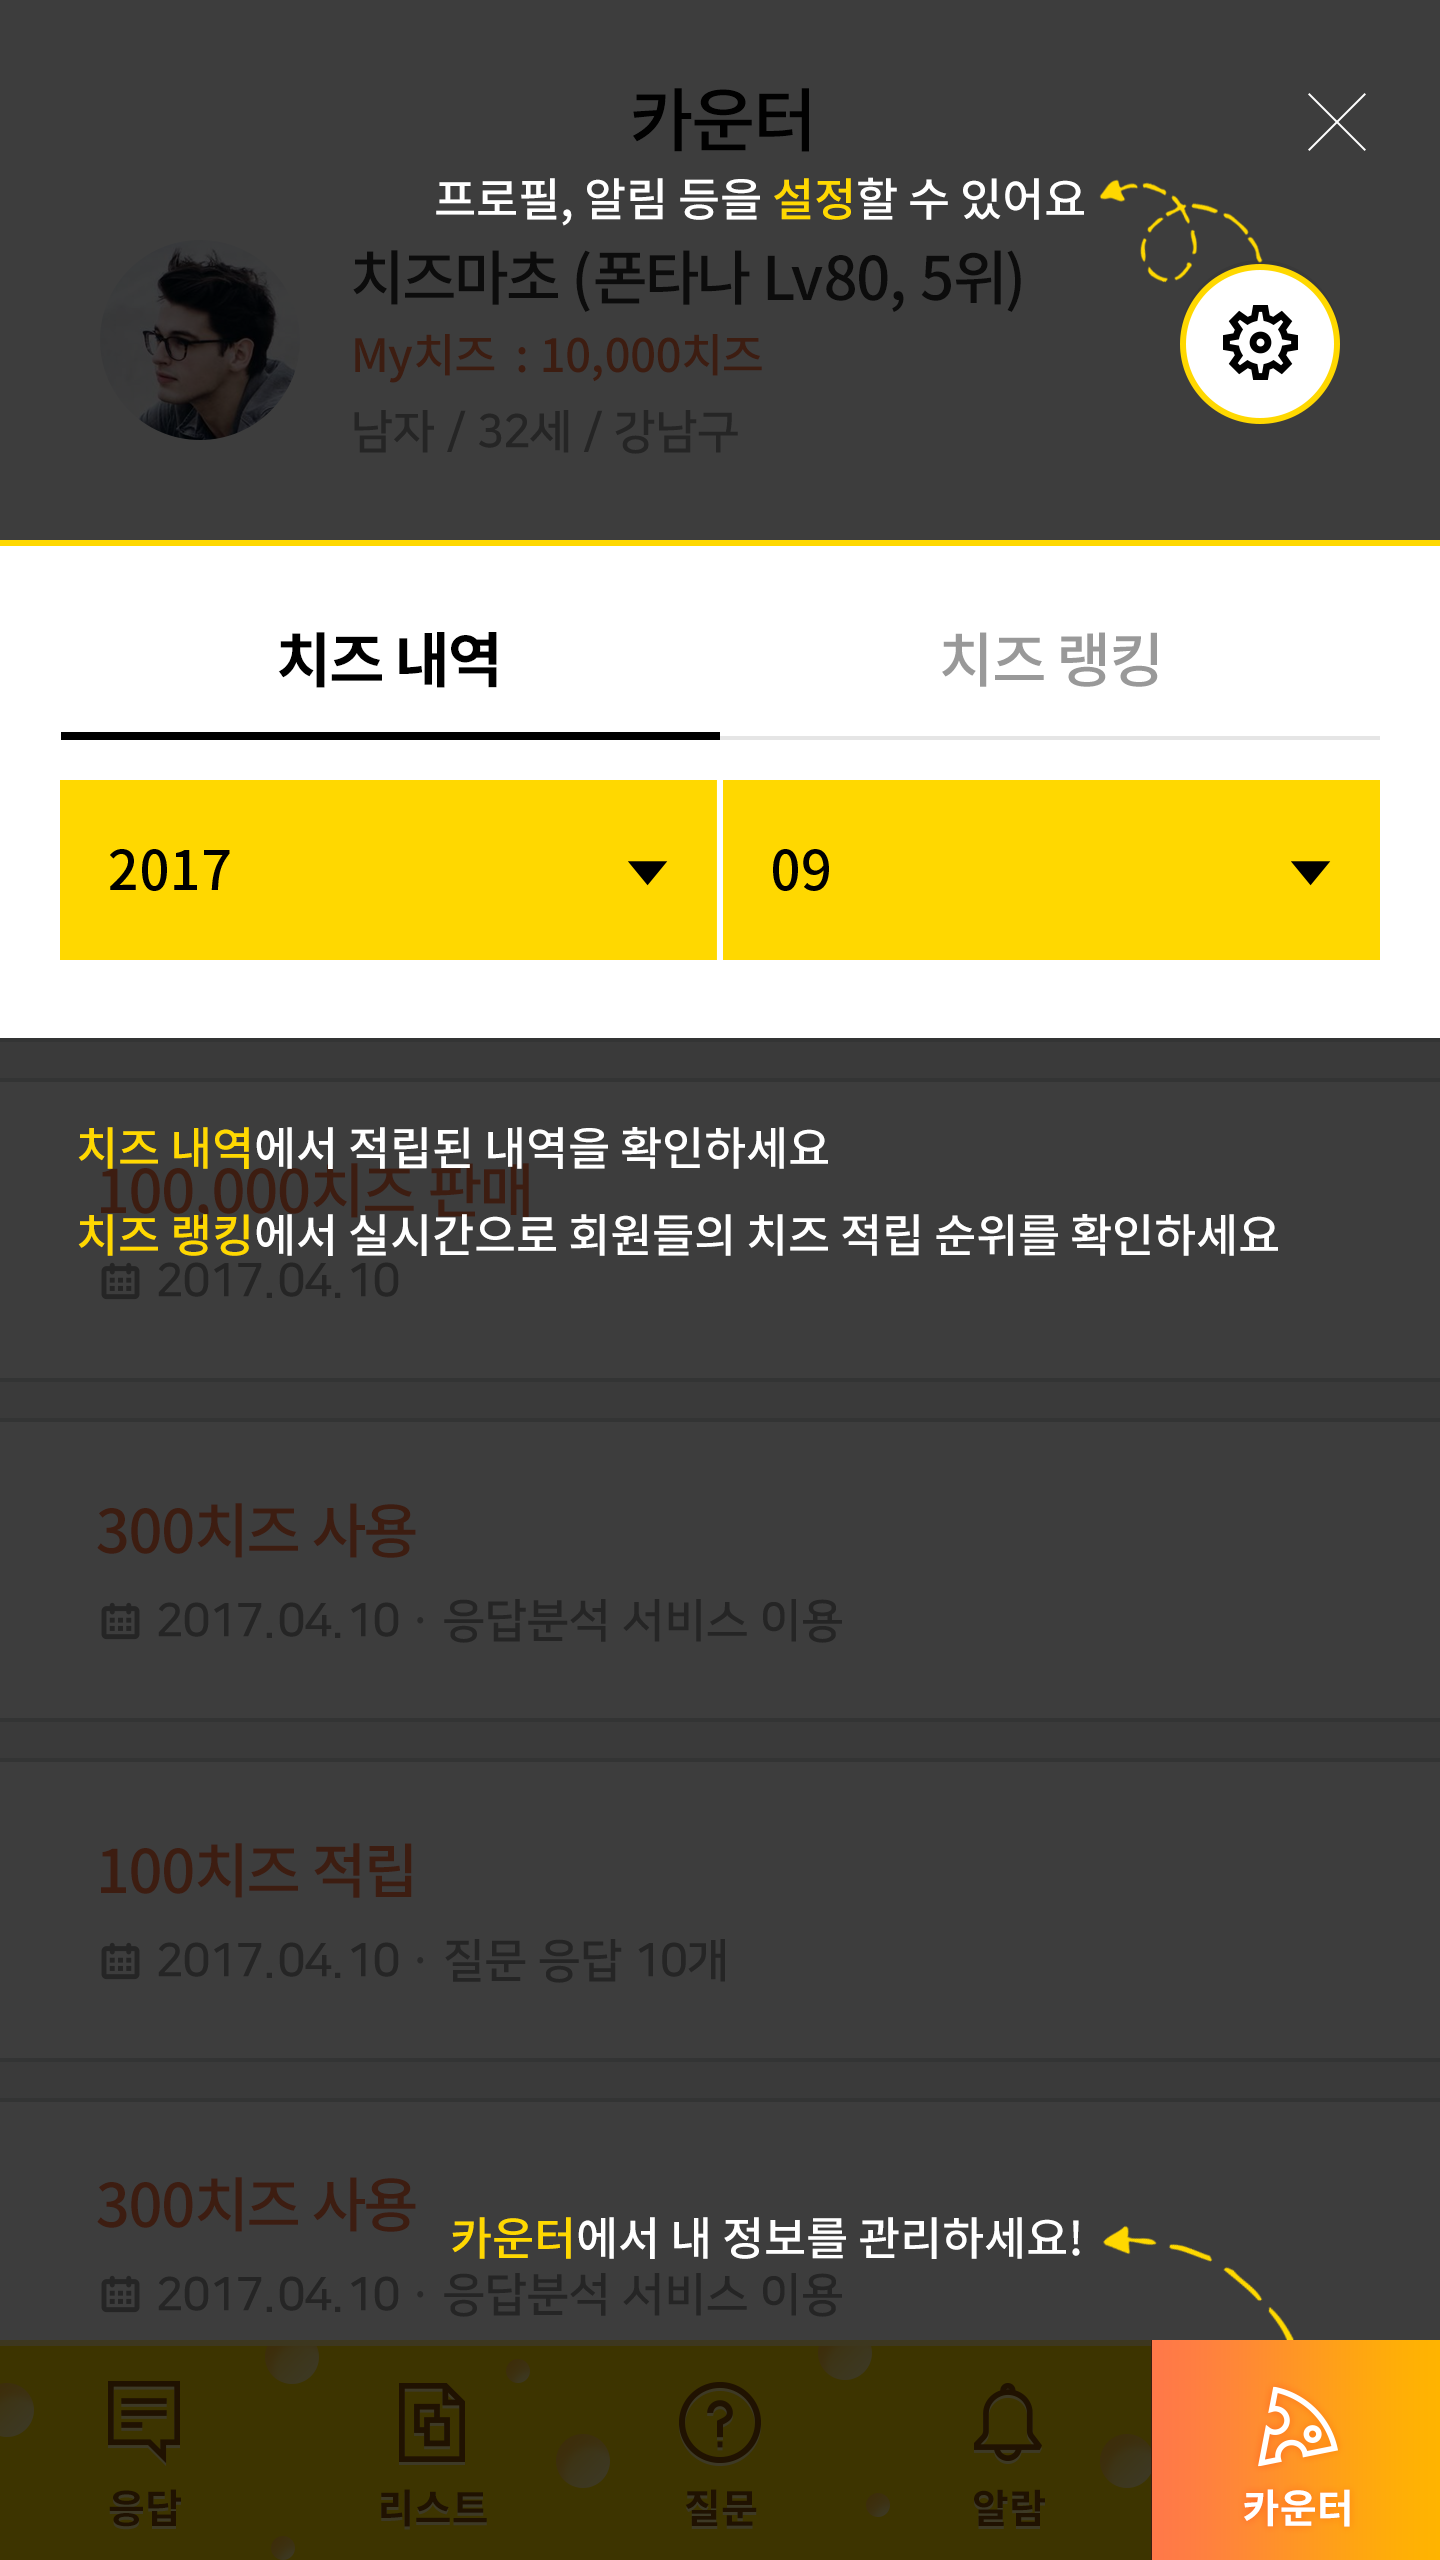 카운터
프로필, 알림 등을 설정할 수 있어요
치즈마초 (폰타나 Lv80, 5위)
My치즈 : 10,000치즈
남자 / 32세 / 강남구
치즈 내역
치즈 랭킹
2017
09
치즈 내역에서 적립된 내역을 확인하세요
100,000치즈 판매
치즈 랭킹에서 실시간으로 회원들의 치즈 적립 순위를 확인하세요
2017.04.10
300치즈 사용
2017.04.10 · 응답분석 서비스 이용
100치즈 적립
2017.04.10 · 질문 응답 10개
300치즈 사용
카운터에서 내 정보를 관리하세요!
2017.04.10 · 응답분석 서비스 이용
응답
리스트
질문
알람
카운터